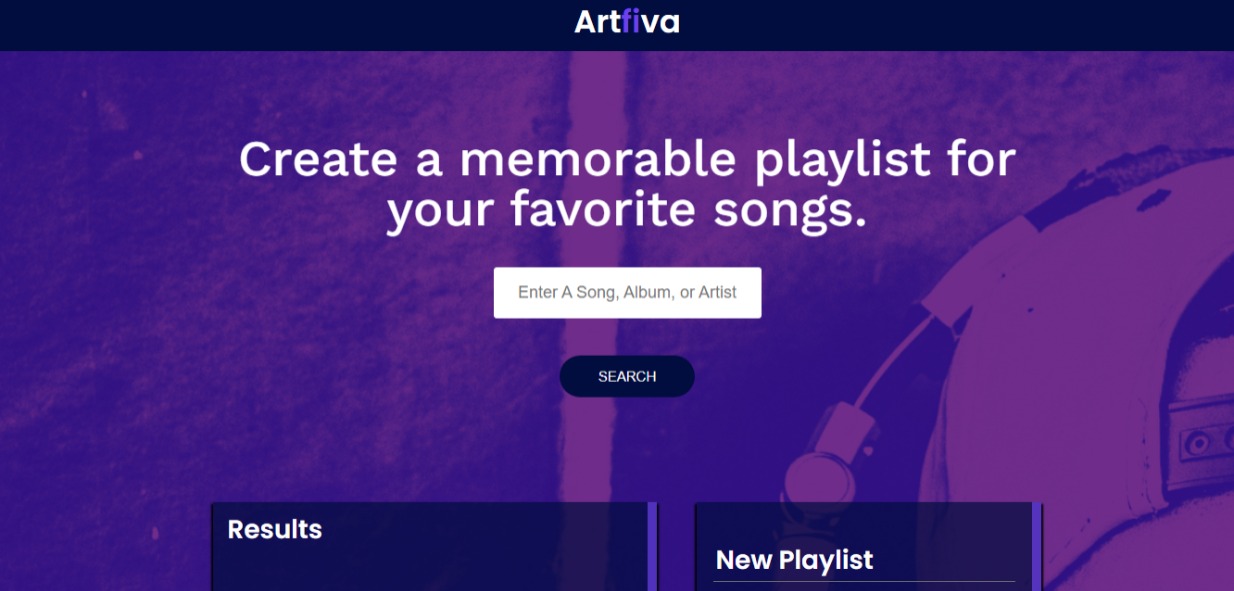 Artfiva
Create a memorable playlist for
your favorite songs.
Enter A Song, Album, or Artist
SEARCH
Results
New Playlist